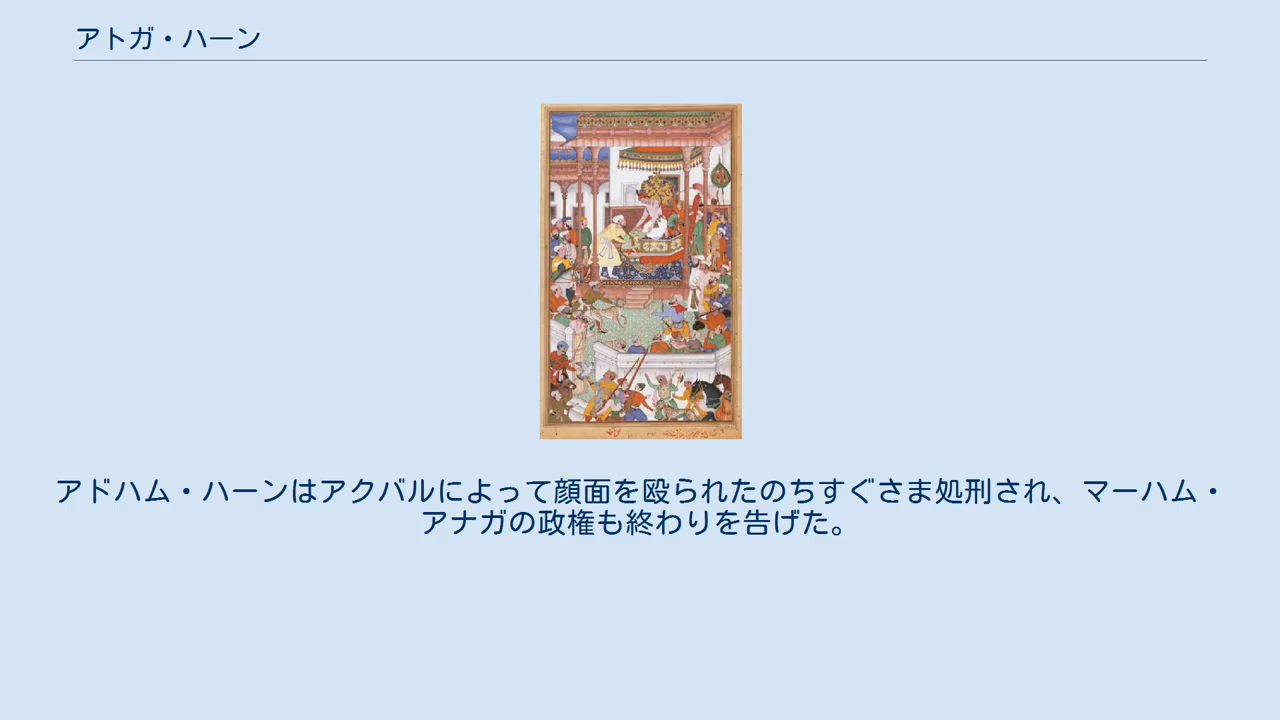 アトガ・ハーン
アドハム・ハーンはアクバルによって顔面を殴られたのちすぐさま処刑され、マーハム・
アナガの政権も終わりを告げた。